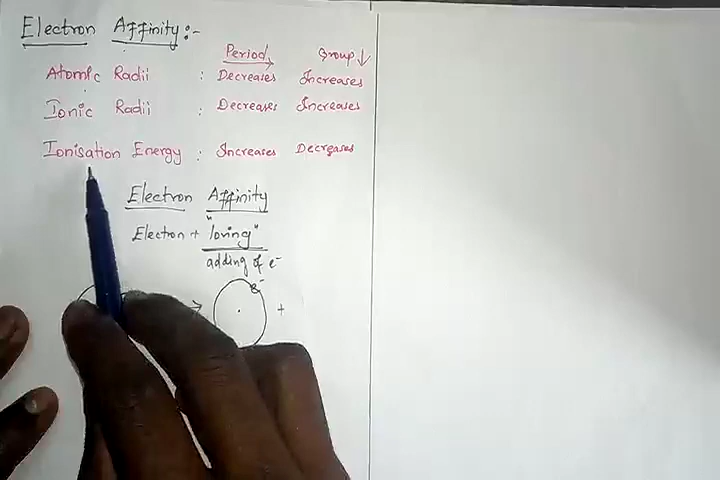 Electron Affinity:-
Period → Group ↓
Atomic Radii : Decreases Increases
Ionic Radii : Decreases Increases
Ionisation Energy : Increases Decreases
Electron Affinity
Electron + "loving"
adding of e⁻
→ e⁻ +